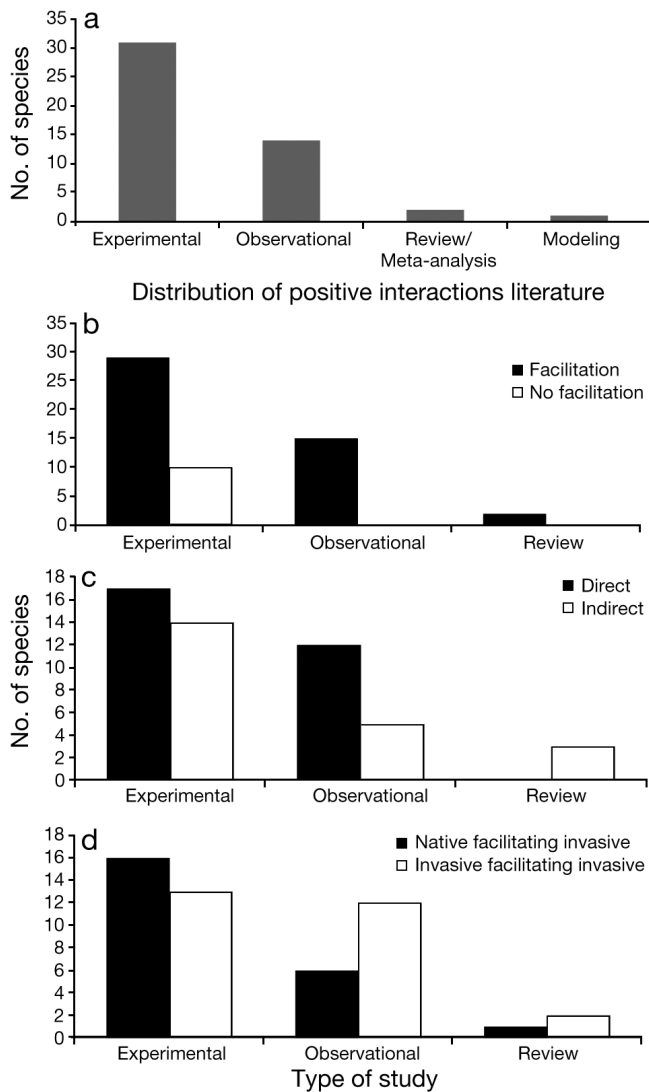 a
No. of species
35
30
25
20
15
10
5
0
Experimental Observational Review/ Modeling
Meta-analysis
Distribution of positive interactions literature
b
35
30
25
20
15
10
5
0
Facilitation
No facilitation
Experimental Observational Review
c
No. of species
18
16
14
12
10
8
6
4
2
0
Direct
Indirect
Experimental Observational Review
d
18
16
14
12
10
8
6
4
2
0
Native facilitating invasive
Invasive facilitating invasive
Experimental Observational Review
Type of study